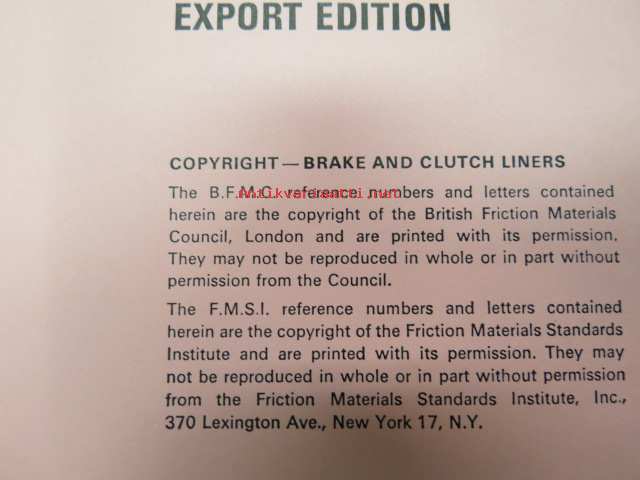 EXPORT EDITION
COPYRIGHT — BRAKE AND CLUTCH LINERS
The B.F.M.C. reference numbers and letters contained
herein are the copyright of the British Friction Materials
Council, London and are printed with its permission.
They may not be reproduced in whole or in part without
permission from the Council.
The F.M.S.I. reference numbers and letters contained
herein are the copyright of the Friction Materials Standards
Institute and are printed with its permission. They may
not be reproduced in whole or in part without permission
from the Friction Materials Standards Institute, Inc.,
370 Lexington Ave., New York 17, N.Y.